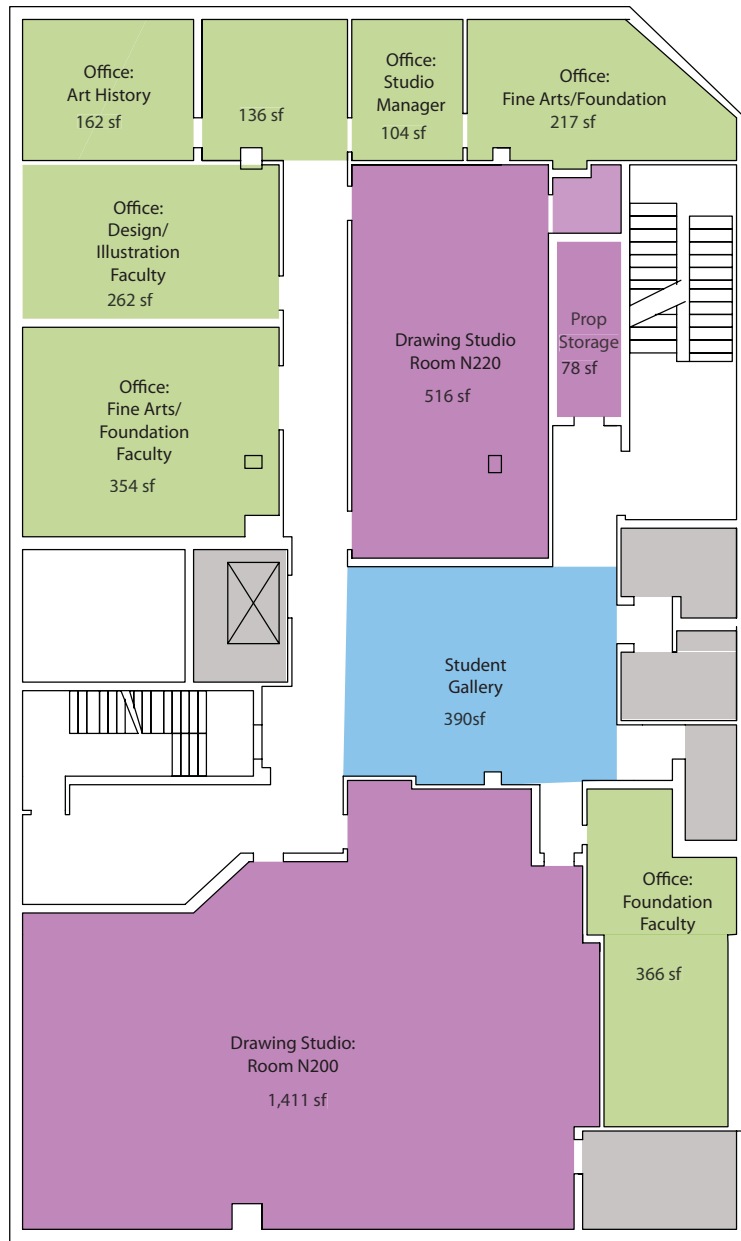 Office:
Art History
162 sf
136 sf
Office:
Studio
Manager
104 sf
Office:
Fine Arts/Foundation
217 sf
Office:
Design/
Illustration
Faculty
262 sf
Drawing Studio
Room N220
516 sf
Prop
Storage
78 sf
Office:
Fine Arts/
Foundation
Faculty
354 sf
Student
Gallery
390sf
Office:
Foundation
Faculty
366 sf
Drawing Studio:
Room N200
1,411 sf